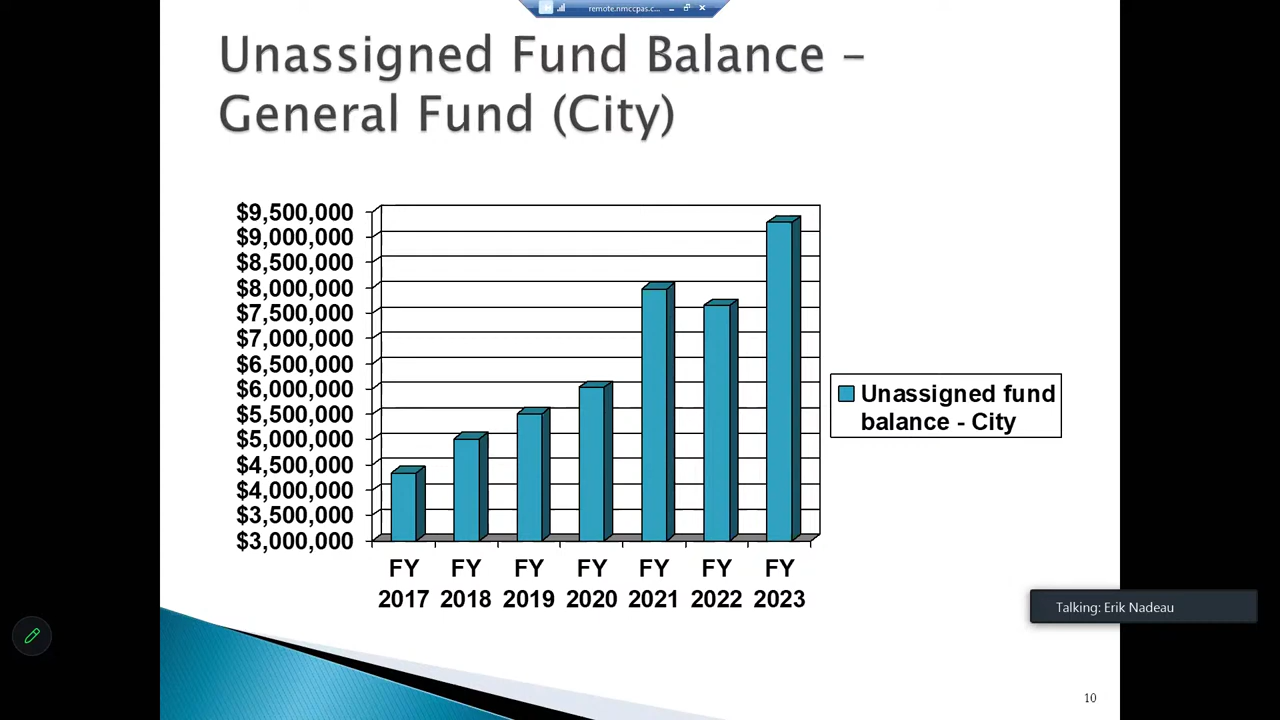 remote.nmccpas.c...
Unassigned Fund Balance –
General Fund (City)
$9,500,000
$9,000,000
$8,500,000
$8,000,000
$7,500,000
$7,000,000
$6,500,000
$6,000,000
$5,500,000
$5,000,000
$4,500,000
$4,000,000
$3,500,000
$3,000,000
FY 2017
FY 2018
FY 2019
FY 2020
FY 2021
FY 2022
FY 2023
Unassigned fund
balance - City
Talking: Erik Nadeau
10